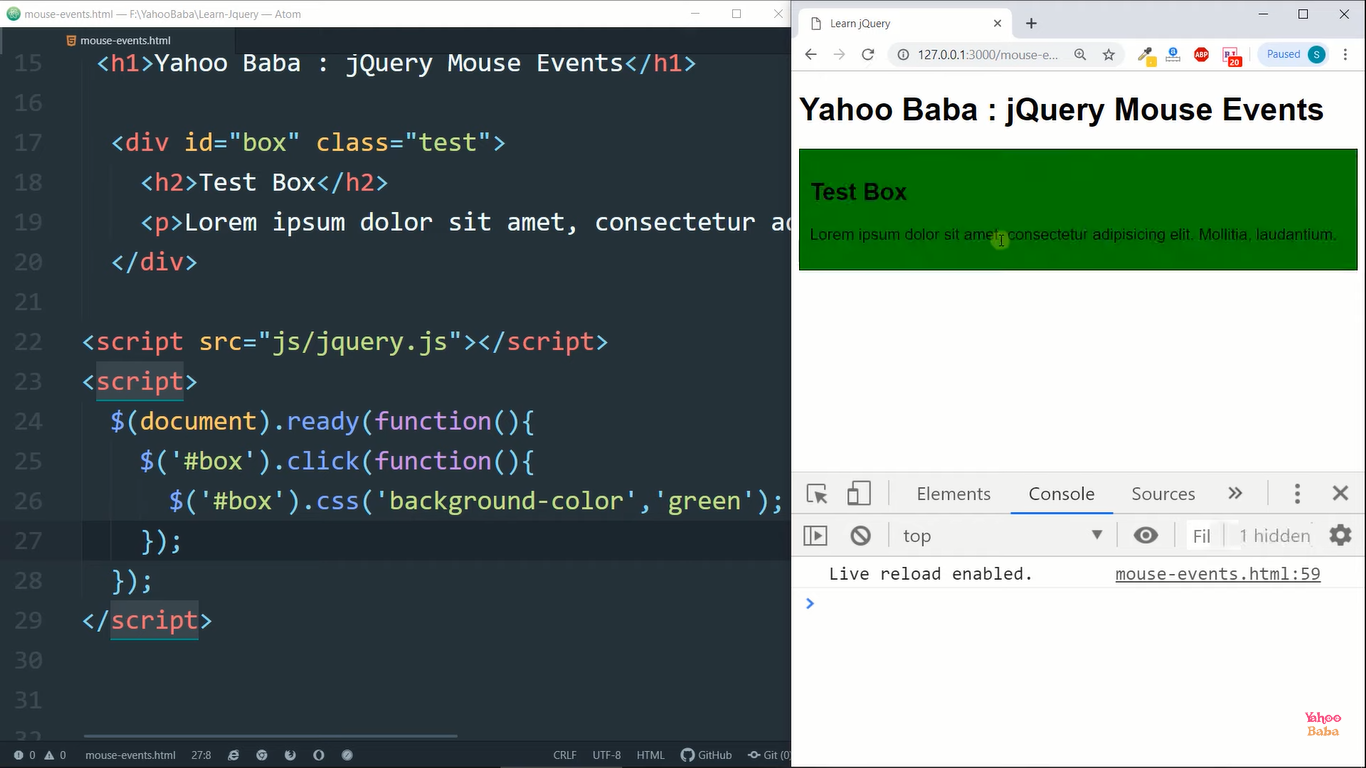 mouse-events.html — F:\YahooBaba\Learn-Jquery — Atom
mouse-events.html
15 <h1>Yahoo Baba : jQuery Mouse Events</h1>
16
17 <div id="box" class="test">
18 <h2>Test Box</h2>
19 <p>Lorem ipsum dolor sit amet, consectetur ad
20 </div>
21
22 <script src="js/jquery.js"></script>
23 <script>
24 $(document).ready(function(){
25 $('#box').click(function(){
26 $('#box').css('background-color','green');
27 });
28 });
29 </script>
30
31
32
0 0 mouse-events.html 27:8 CRLF UTF-8 HTML GitHub Git (0)
Learn jQuery
127.0.0.1:3000/mouse-e... ABP 20 Paused S
Yahoo Baba : jQuery Mouse Events
Test Box
Lorem ipsum dolor sit amet, consectetur adipisicing elit. Mollitia, laudantium.
Elements Console Sources
top Fil 1 hidden
Live reload enabled. mouse-events.html:59
Yahoo
Baba